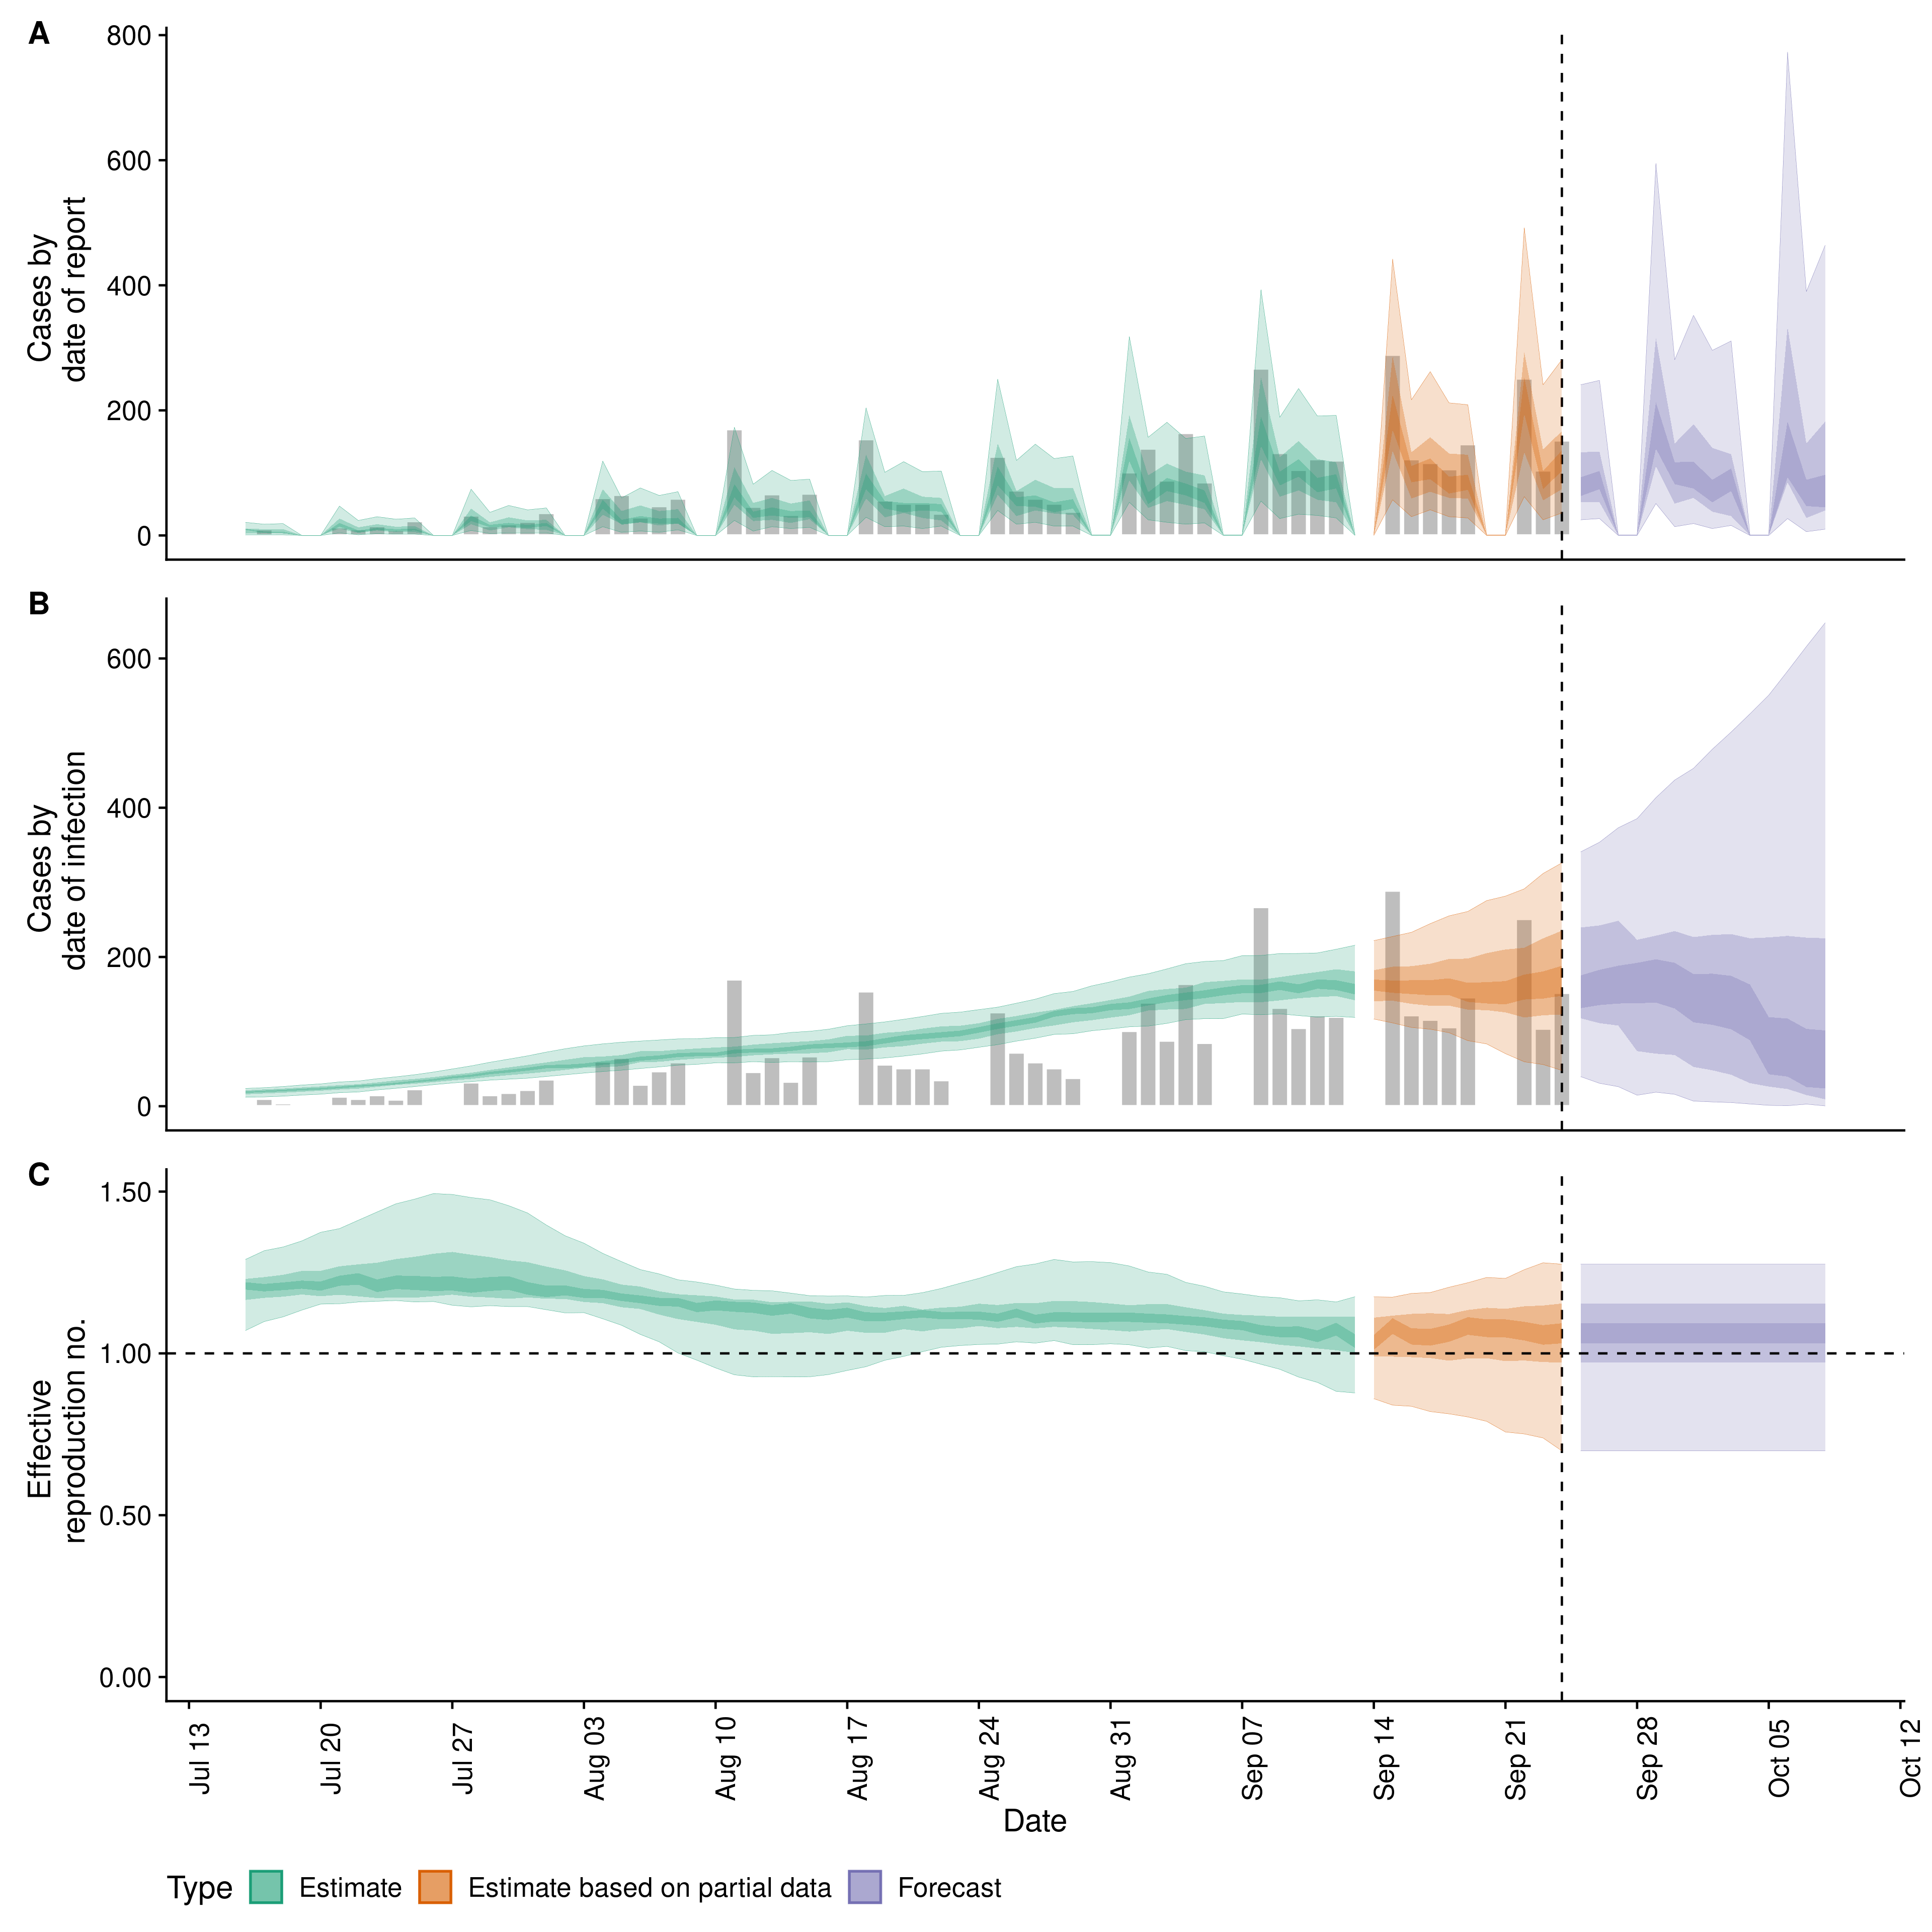 A
800
600
400
200
0
Cases by
date of report
B
600
400
200
0
Cases by
date of infection
C
1.50
1.00
0.50
0.00
Effective
reproduction no.
Jul 13
Jul 20
Jul 27
Aug 03
Aug 10
Aug 17
Aug 24
Aug 31
Sep 07
Sep 14
Sep 21
Sep 28
Oct 05
Oct 12
Date
Type Estimate Estimate based on partial data Forecast